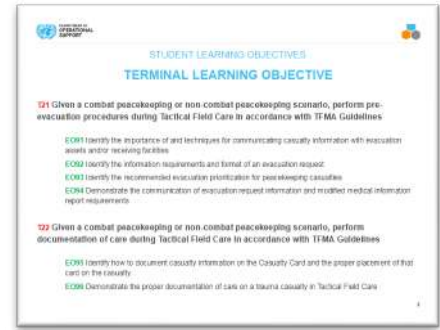 DEPARTMENT OF
OPERATIONAL
SUPPORT
STUDENT LEARNING OBJECTIVES
TERMINAL LEARNING OBJECTIVE
T21 Given a combat peacekeeping or non-combat peacekeeping scenario, perform pre-
evacuation procedures during Tactical Field Care in accordance with TFMA Guidelines
EO91 Identify the importance of and techniques for communicating casualty information with evacuation
assets and/or receiving facilities
EO92 Identify the information requirements and format of an evacuation request
EO93 Identify the recommended evacuation prioritization for peacekeeping casualties
EO94 Demonstrate the communication of evacuation request information and modified medical information
report requirements
T22 Given a combat peacekeeping or non-combat peacekeeping scenario, perform
documentation of care during Tactical Field Care in accordance with TFMA Guidelines
EO95 Identify how to document casualty information on the Casualty Card and the proper placement of that
card on the casualty
EO96 Demonstrate the proper documentation of care on a trauma casualty in Tactical Field Care